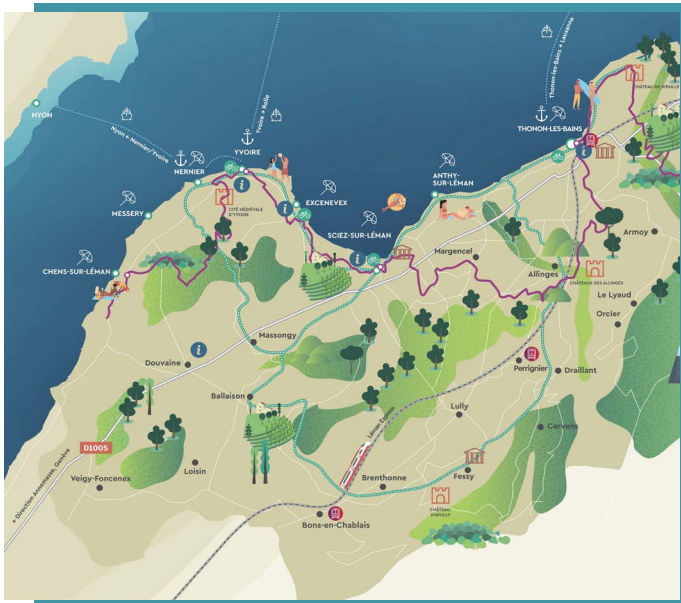 Thonon-les-Bains → Lausanne
CHÂTEAU DE RIPAILLE
NYON
Nyon → Nernier/Yvoire
Yvoire → Rolle
THONON-LES-BAINS
YVOIRE
NERNIER
ANTHY-
SUR-LÉMAN
EXCENEVEX
MESSERY
CITÉ MÉDIÉVALE
D'YVOIRE
SCIEZ-SUR-LÉMAN
Armoy
Margencel
CHENS-SUR-LÉMAN
Allinges
CHÂTEAUX DES ALLINGES
Le Lyaud
Orcier
Massongy
Douvaine
Perrignier
Draillant
Ballaison
Lully
Léman Express
Cervens
D1005
Loisin
Veigy-Foncenex
Brenthonne
Fessy
← Direction Annemasse, Genève
CHÂTEAU
D'AVULLY
Bons-en-Chablais